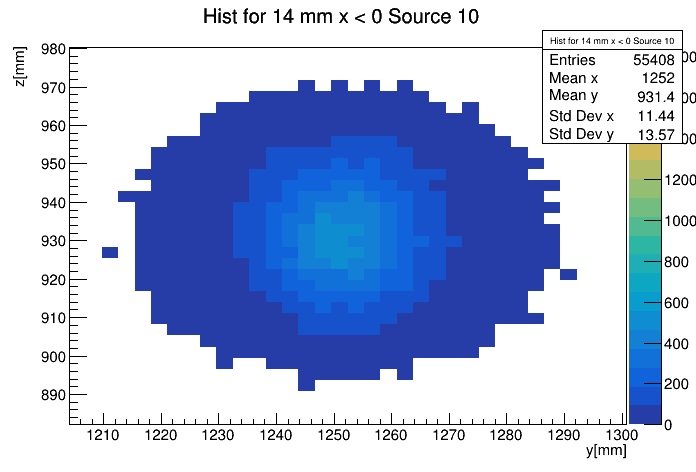 Hist for 14 mm x < 0 Source 10
Hist for 14 mm x < 0 Source 10
Entries 55408
Mean x 1252
Mean y 931.4
Std Dev x 11.44
Std Dev y 13.57
z[mm]
980
970
960
950
940
930
920
910
900
890
1210 1220 1230 1240 1250 1260 1270 1280 1290 1300
y[mm]
1200
1000
800
600
400
200
0